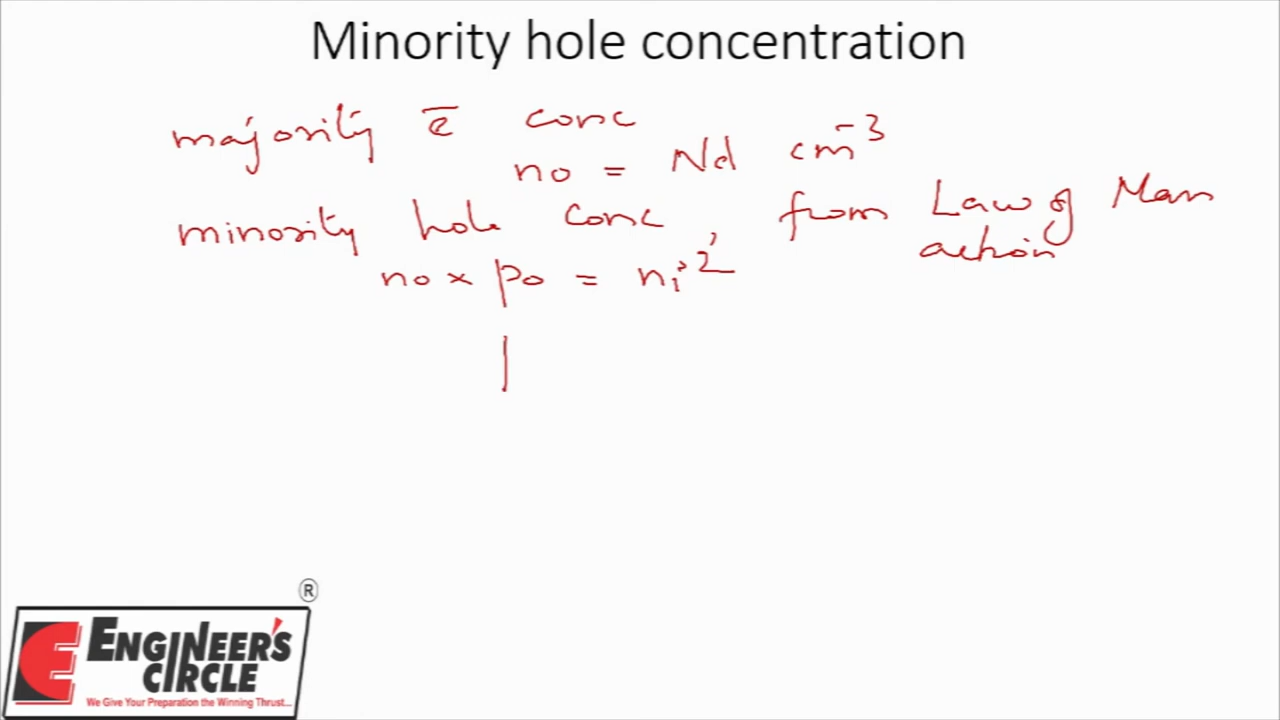 Minority hole concentration
majority ē conc
no = Nd cm⁻³
minority hole conc, from Law of Mass
action
no × po = ni²
®
ENGINEER'S
CIRCLE
We Give Your Preparation the Winning Thrust...